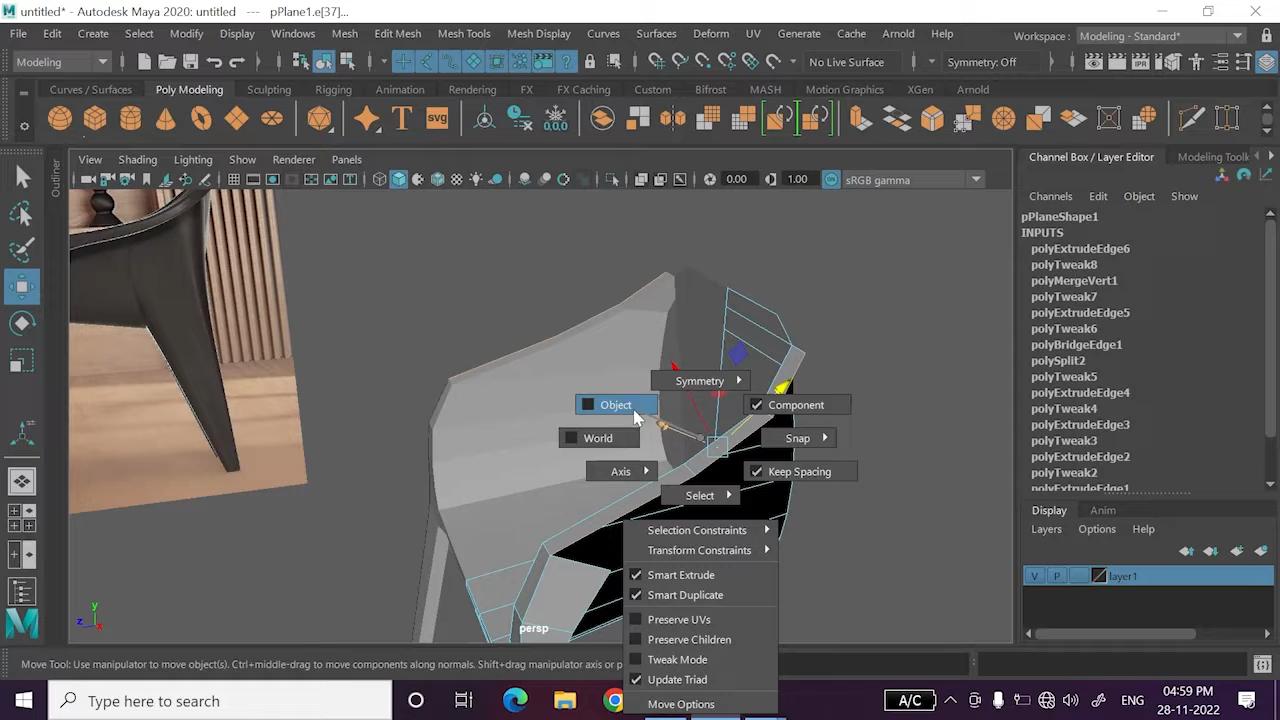 untitled* - Autodesk Maya 2020: untitled --- pPlane1.e[37]...
File Edit Create Select Modify Display Windows Mesh Edit Mesh Mesh Tools Mesh Display Curves Surfaces Deform UV Generate Cache Arnold Help Workspace : Modeling - Standard*
Modeling No Live Surface Symmetry: Off
Curves / Surfaces Poly Modeling Sculpting Rigging Animation Rendering FX FX Caching Custom Bifrost MASH Motion Graphics XGen Arnold
svg 0,0,0
View Shading Lighting Show Renderer Panels
0.00 1.00 sRGB gamma
Outliner
Channel Box / Layer Editor Modeling Toolk
Channels Edit Object Show
pPlaneShape1
INPUTS
polyExtrudeEdge6
polyTweak8
polyMergeVert1
polyTweak7
polyExtrudeEdge5
polyTweak6
polyBridgeEdge1
polySplit2
polyTweak5
polyExtrudeEdge4
polyTweak4
polyExtrudeEdge3
polyTweak3
polyExtrudeEdge2
polyTweak2
polyExtrudeEdge1
Display Anim
Layers Options Help
V P layer1
Symmetry
Object Component
World Snap
Axis Keep Spacing
Select
Selection Constraints
Transform Constraints
Smart Extrude
Smart Duplicate
Preserve UVs
Preserve Children
Tweak Mode
Update Triad
Move Options
y
z x
persp
Move Tool: Use manipulator to move object(s). Ctrl+middle-drag to move components along normals. Shift+drag manipulator axis or p
Type here to search
A/C ENG 04:59 PM
28-11-2022